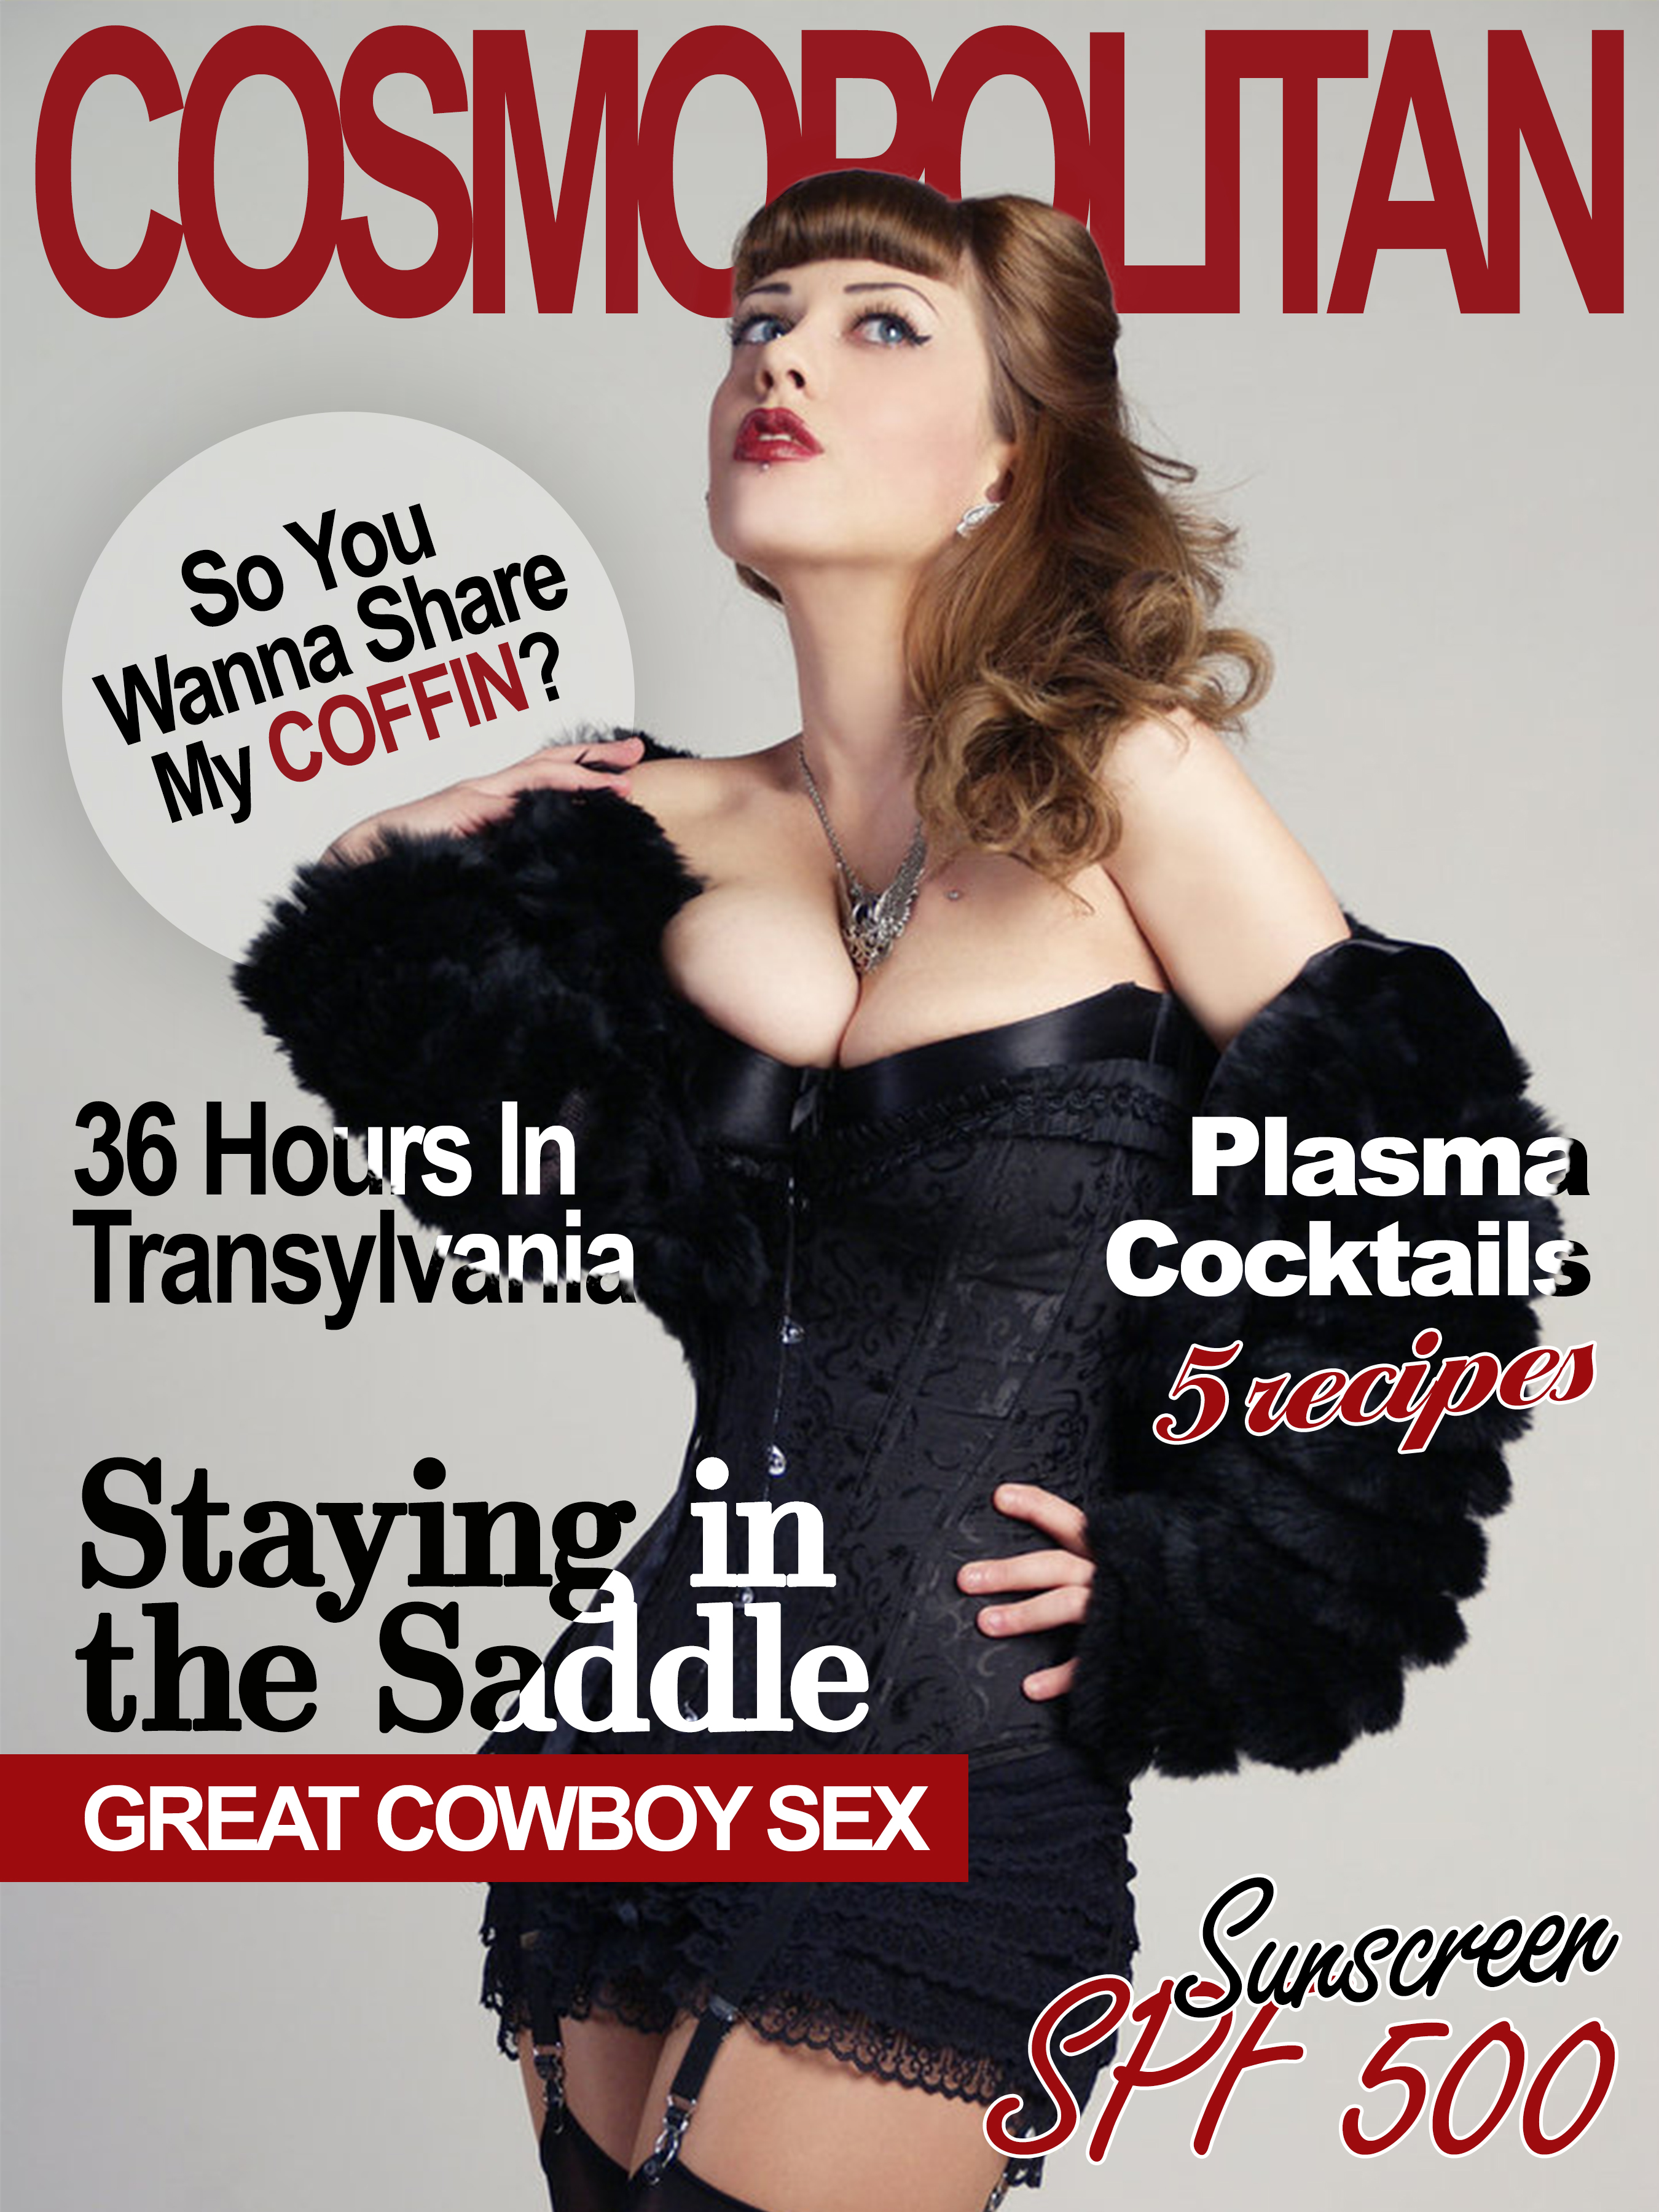 COSMOPOLITAN
So You
Wanna Share
My COFFIN?
36 Hours In
Transylvania
Plasma
Cocktails
5 recipes
Staying in
the Saddle
GREAT COWBOY SEX
Sunscreen
SPF 500